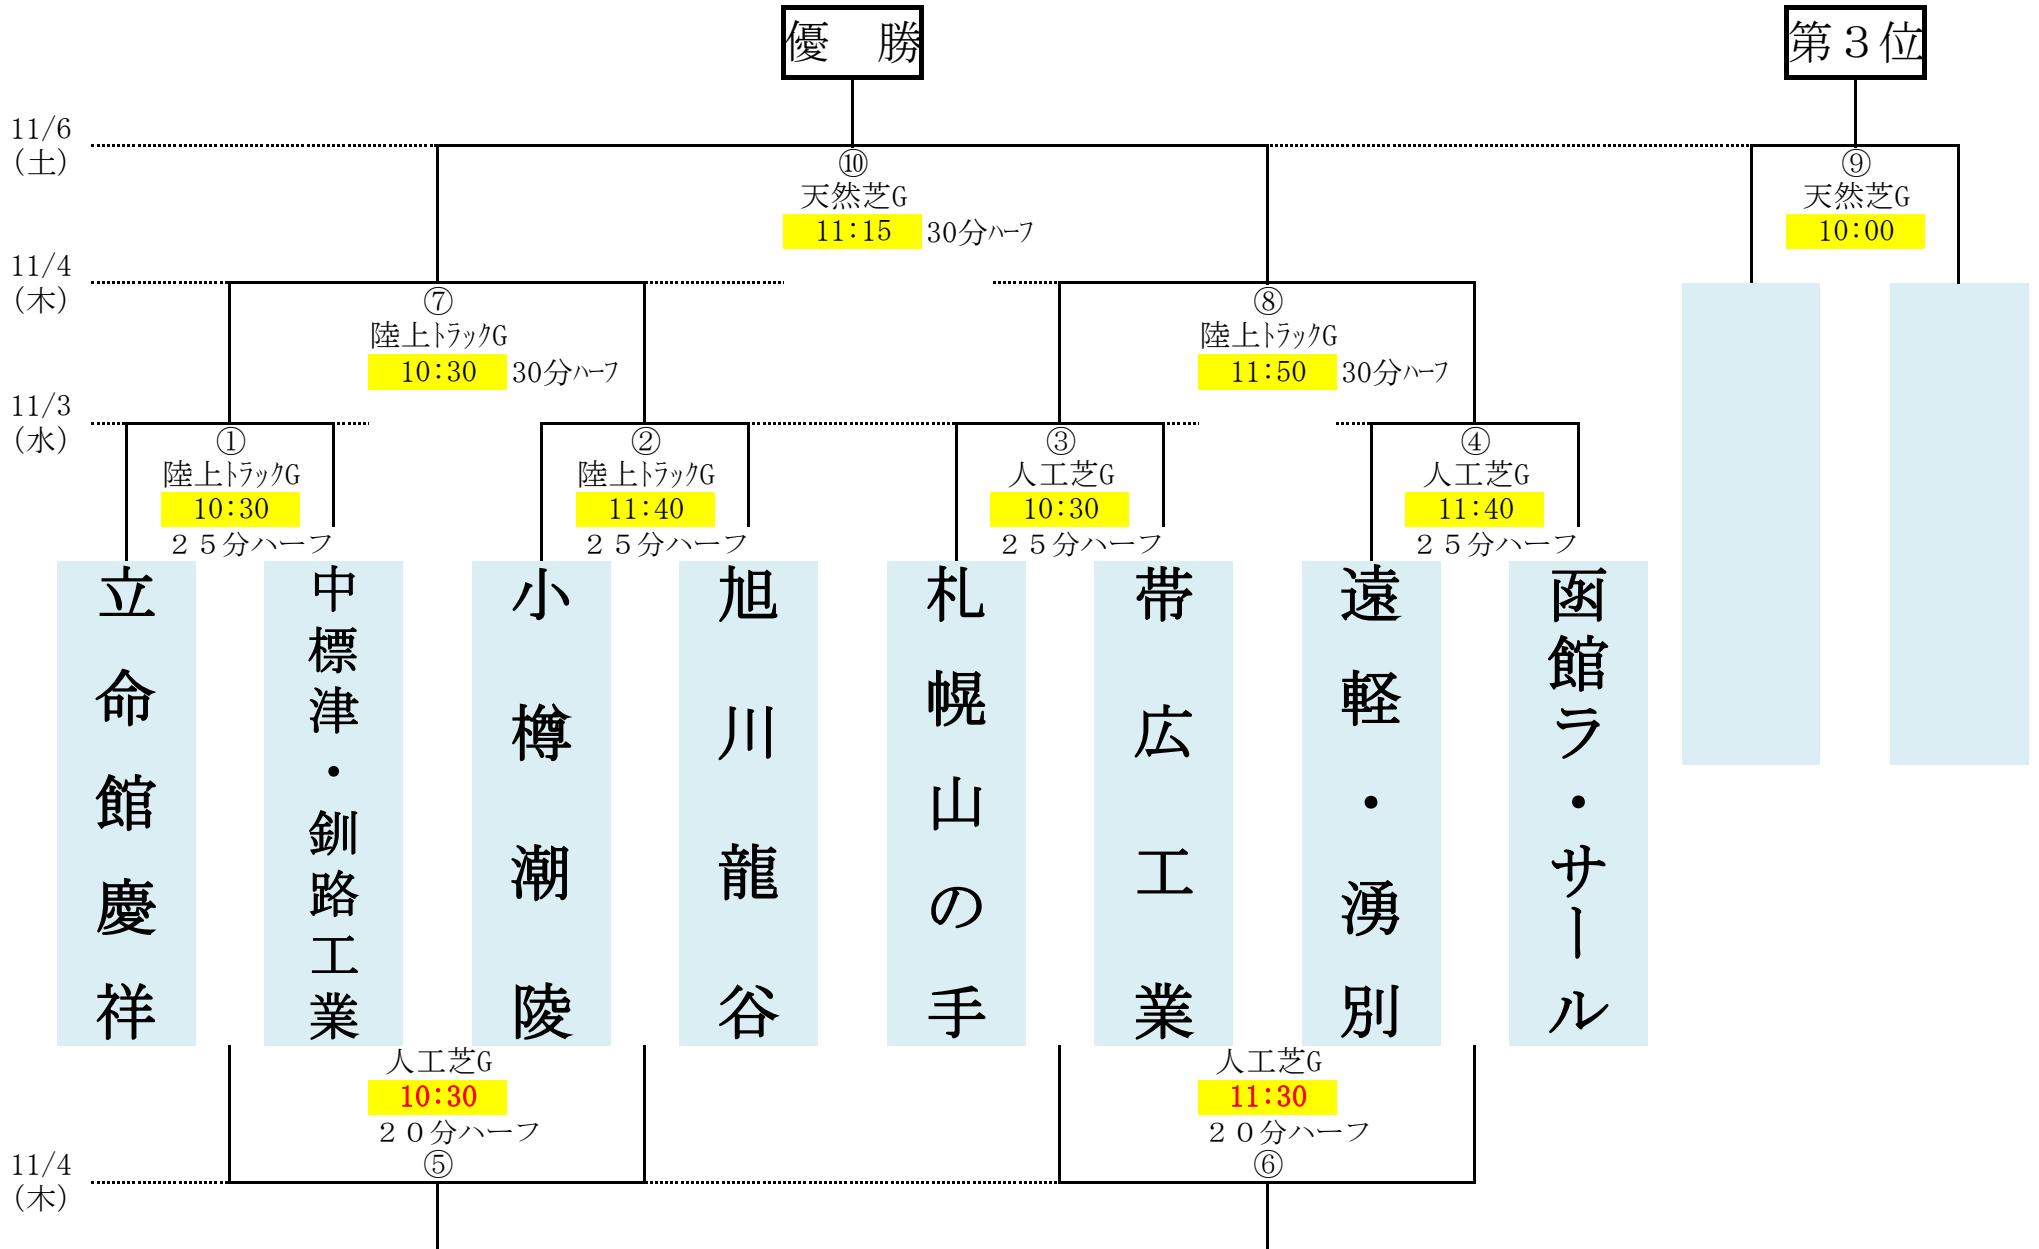 優　勝
第３位
11/6
(土)
⑩
天然芝G
11:15 30分ﾊｰﾌ
⑨
天然芝G
10:00
11/4
(木)
⑦
陸上ﾄﾗｯｸG
10:30 30分ﾊｰﾌ
⑧
陸上ﾄﾗｯｸG
11:50 30分ﾊｰﾌ
11/3
(水)
①
陸上ﾄﾗｯｸG
10:30
２５分ハーフ
②
陸上ﾄﾗｯｸG
11:40
２５分ハーフ
③
人工芝G
10:30
２５分ハーフ
④
人工芝G
11:40
２５分ハーフ
立命館慶祥
中標津・釧路工業
小樽潮陵
旭川龍谷
札幌山の手
帯広工業
遠軽・湧別
函館ラ・サール
人工芝G
10:30
２０分ハーフ
⑤
人工芝G
11:30
２０分ハーフ
⑥
11/4
(木)